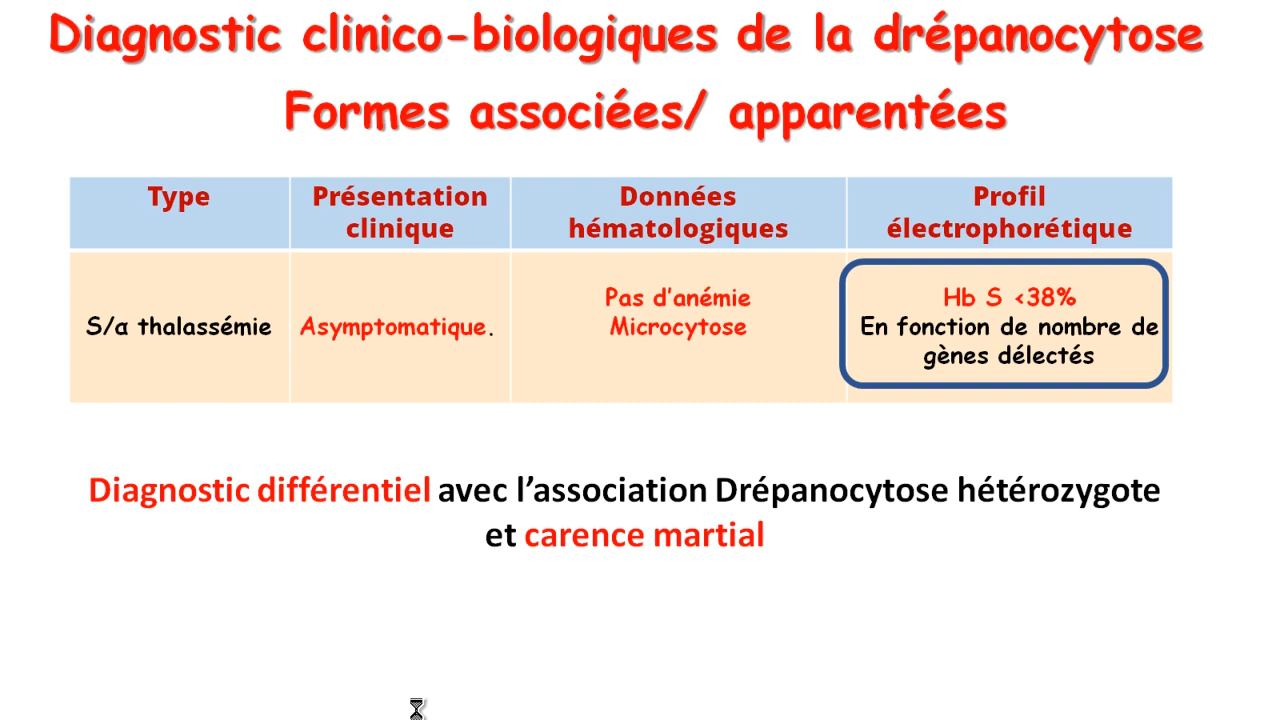 Diagnostic clinico-biologiques de la drépanocytose
Formes associées/ apparentées
Type
Présentation
clinique
Données
hématologiques
Profil
électrophorétique
S/α thalassémie
Asymptomatique.
Pas d’anémie
Microcytose
Hb S <38%
En fonction de nombre de
gènes délectés
Diagnostic différentiel avec l’association Drépanocytose hétérozygote
et carence martial